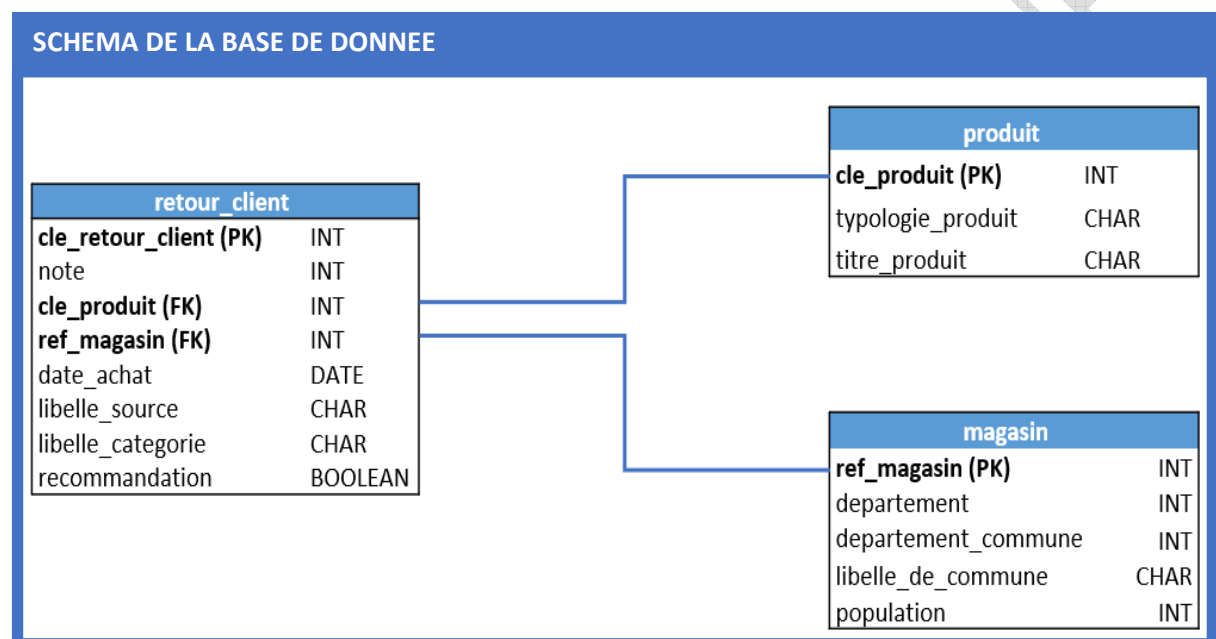 SCHEMA DE LA BASE DE DONNEE
retour_client
cle_retour_client (PK) INT
note INT
cle_produit (FK) INT
ref_magasin (FK) INT
date_achat DATE
libelle_source CHAR
libelle_categorie CHAR
recommandation BOOLEAN
produit
cle_produit (PK) INT
typologie_produit CHAR
titre_produit CHAR
magasin
ref_magasin (PK) INT
departement INT
departement_commune INT
libelle_de_commune CHAR
population INT